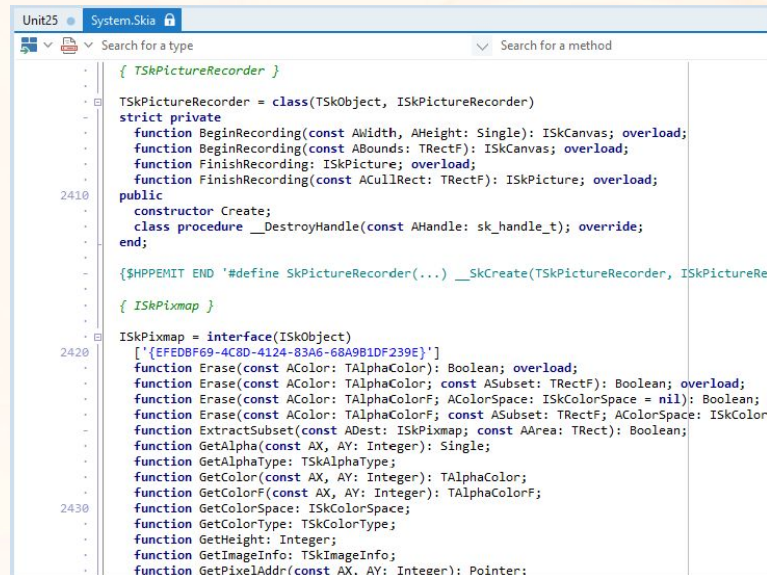 Unit25 System.Skia
Search for a type Search for a method
{ TSkPictureRecorder }
TSkPictureRecorder = class(TSkObject, ISkPictureRecorder)
strict private
function BeginRecording(const AWidth, AHeight: Single): ISkCanvas; overload;
function BeginRecording(const ABounds: TRectF): ISkCanvas; overload;
function FinishRecording: ISkPicture; overload;
function FinishRecording(const ACullRect: TRectF): ISkPicture; overload;
2410 public
constructor Create;
class procedure __DestroyHandle(const AHandle: sk_handle_t); override;
end;
{$HPPEMIT END '#define SkPictureRecorder(...) __SkCreate(TSkPictureRecorder, ISkPictureRe
{ ISkPixmap }
ISkPixmap = interface(ISkObject)
2420 ['{EFEDBF69-4C8D-4124-83A6-68A9B1DF239E}']
function Erase(const AColor: TAlphaColor): Boolean; overload;
function Erase(const AColor: TAlphaColor; const ASubset: TRectF): Boolean; overload;
function Erase(const AColor: TAlphaColorF; AColorSpace: ISkColorSpace = nil): Boolean;
function Erase(const AColor: TAlphaColorF; const ASubset: TRectF; AColorSpace: ISkColor
function ExtractSubset(const ADest: ISkPixmap; const AArea: TRect): Boolean;
function GetAlpha(const AX, AY: Integer): Single;
function GetAlphaType: TSkAlphaType;
function GetColor(const AX, AY: Integer): TAlphaColor;
function GetColorF(const AX, AY: Integer): TAlphaColorF;
2430 function GetColorSpace: ISkColorSpace;
function GetColorType: TSkColorType;
function GetHeight: Integer;
function GetImageInfo: TSkImageInfo;
function GetPixelAddr(const AX, AY: Integer): Pointer;